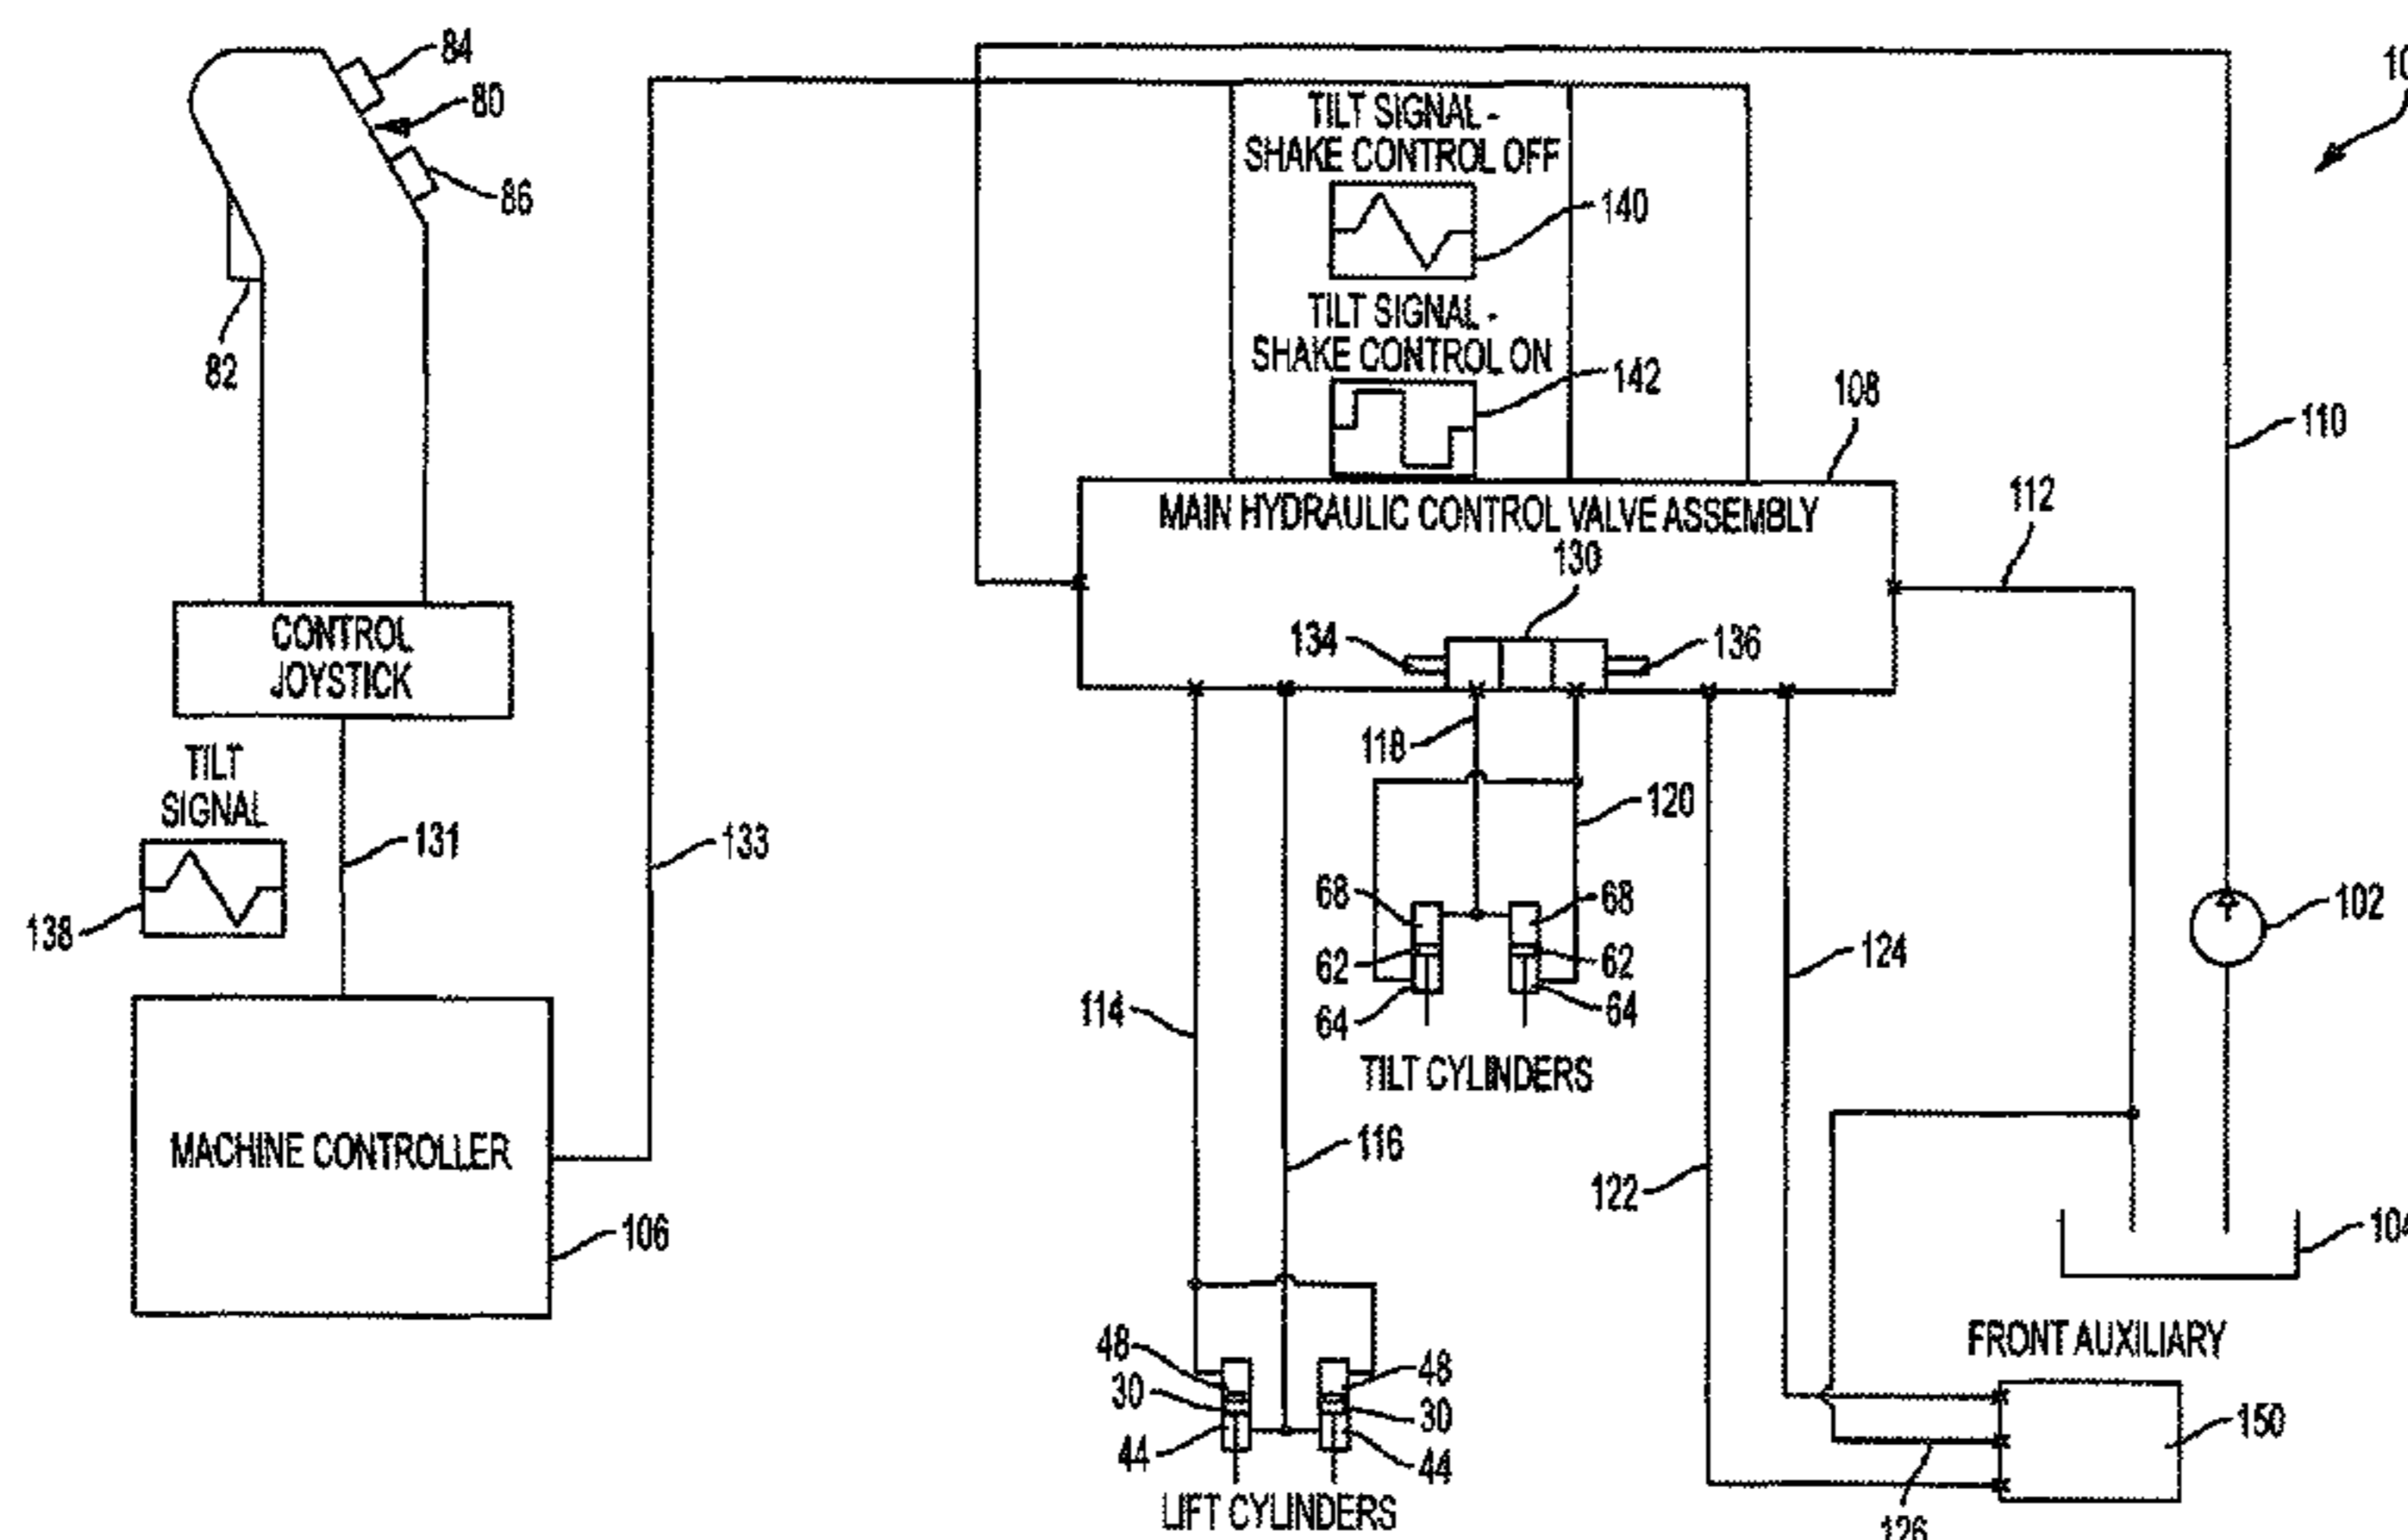 84
80
86
82
CONTROL
JOYSTICK
TILT
SIGNAL
131
138
MACHINE CONTROLLER
106
133
TILT SIGNAL -
SHAKE CONTROL OFF
140
TILT SIGNAL -
SHAKE CONTROL ON
142
108
110
112
MAIN HYDRAULIC CONTROL VALVE ASSEMBLY
130
134
136
118
120
68
68
62
62
64
64
TILT CYLINDERS
102
124
114
116
122
104
FRONT AUXILIARY
48
48
30
30
44
44
LIFT CYLINDERS
150
126